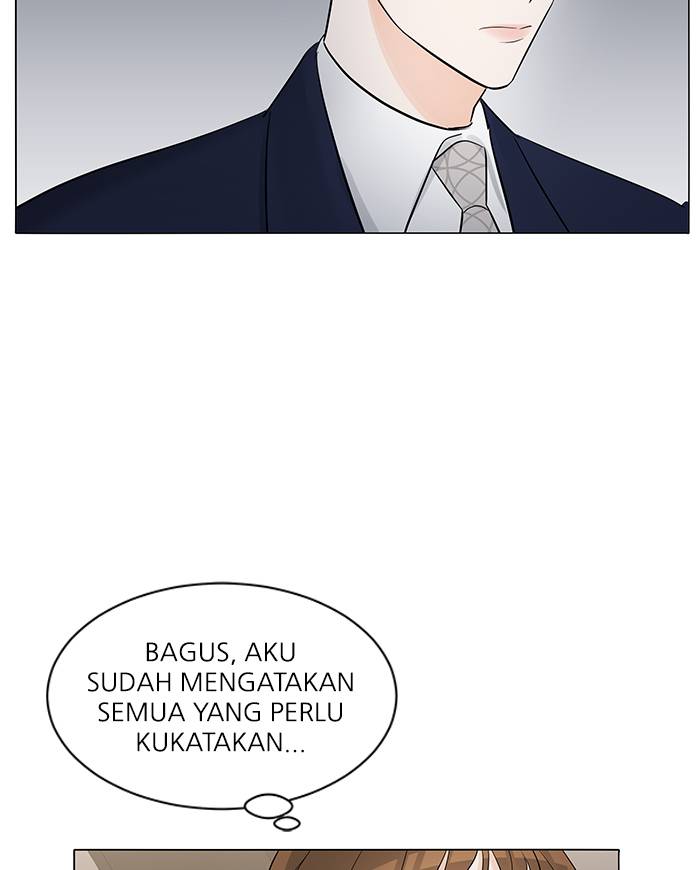 BAGUS, AKU
SUDAH MENGATAKAN
SEMUA YANG PERLU
KUKATAKAN...